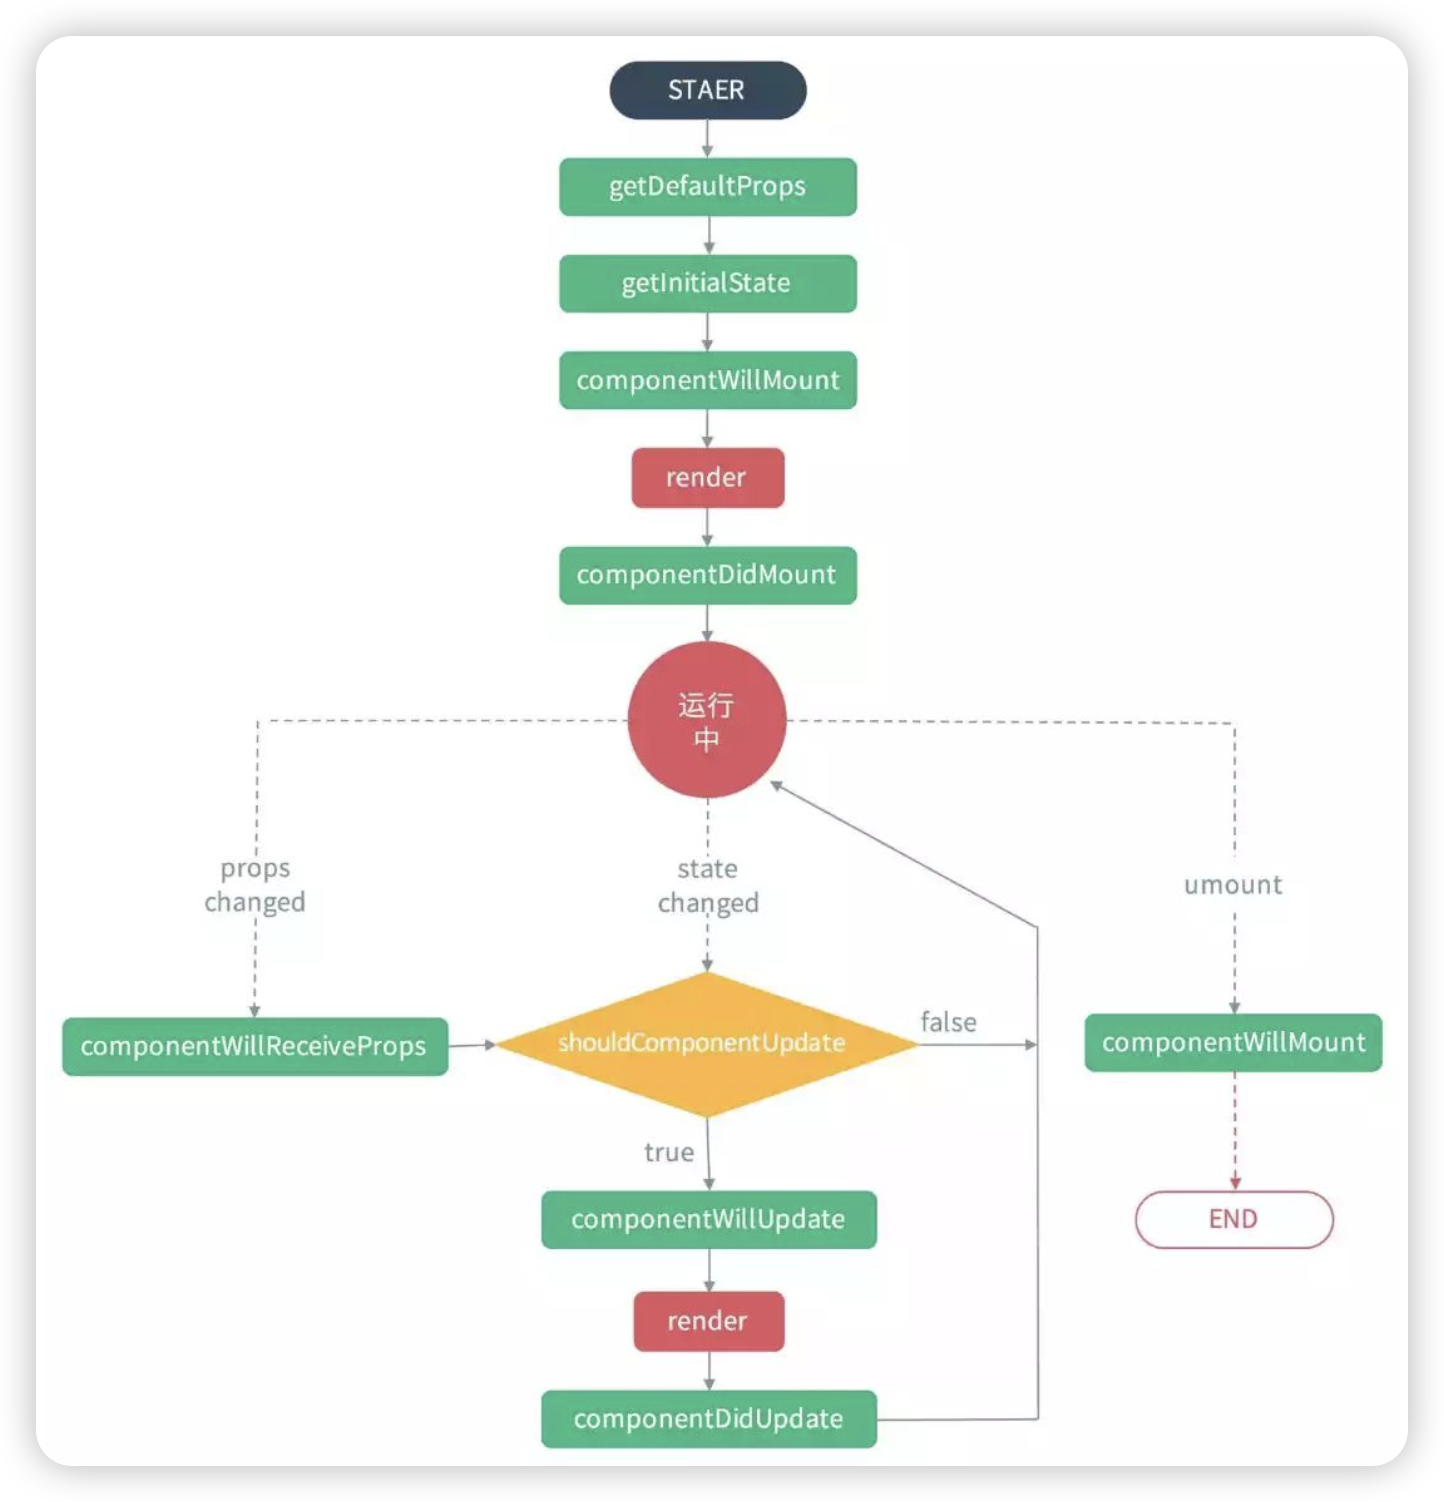 STAER
getDefaultProps
getInitialState
componentWillMount
render
componentDidMount
运行
中
props
changed
state
changed
umount
componentWillReceiveProps
shouldComponentUpdate
false
componentWillMount
true
componentWillUpdate
END
render
componentDidUpdate